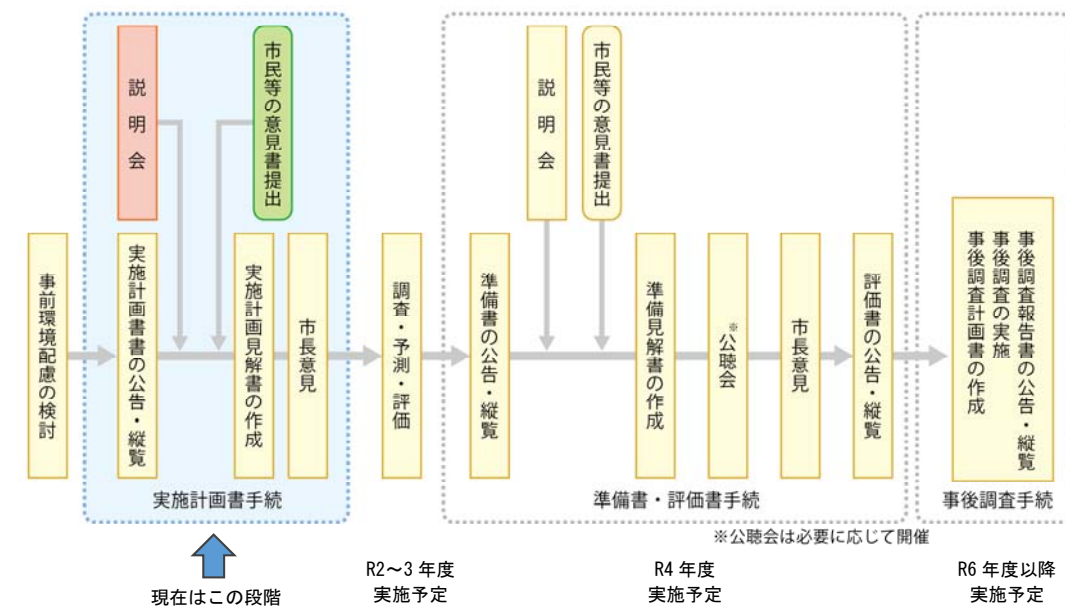 説明会
市民等の意見書提出
説明会
市民等の意見書提出
事前環境配慮の検討
実施計画書書の公告・縦覧
実施計画見解書の作成
市長意見
調査・予測・評価
準備書の公告・縦覧
準備見解書の作成
※公聴会
市長意見
評価書の公告・縦覧
事後調査報告書の公告・縦覧
事後調査の実施
事後調査計画書の作成
実施計画書手続
準備書・評価書手続
事後調査手続
※公聴会は必要に応じて開催
現在はこの段階
R2～3 年度
実施予定
R4 年度
実施予定
R6 年度以降
実施予定